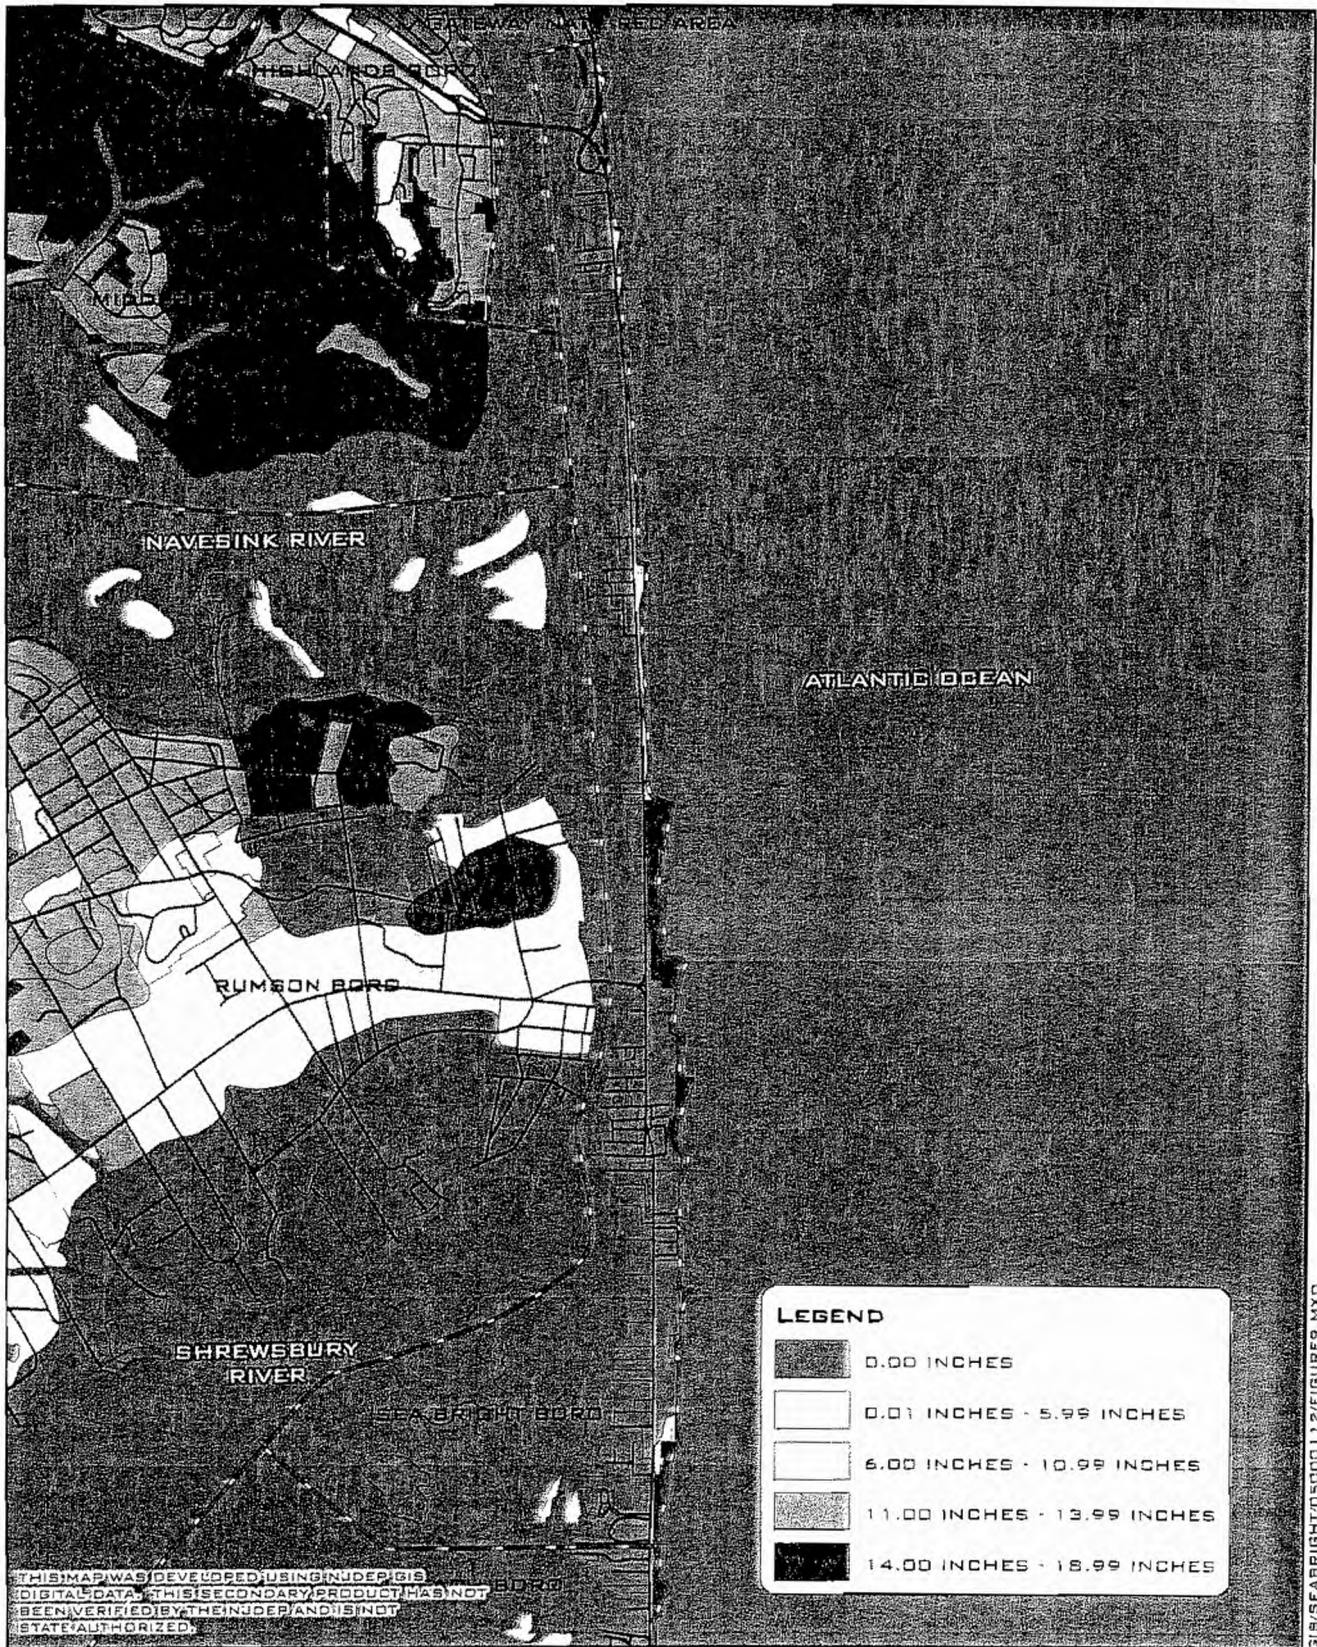 HIGHLANDS BORO
NAVESINK RIVER
ATLANTIC OCEAN
RUMSON BORO
SHREWSBURY
RIVER
SEA BRIGHT BORO
BORO
LEGEND
0.00 INCHES
0.01 INCHES - 5.99 INCHES
6.00 INCHES - 10.99 INCHES
11.00 INCHES - 13.99 INCHES
14.00 INCHES - 18.99 INCHES
THIS MAP WAS DEVELOPED USING NJDEP GIS
DIGITAL DATA. THIS SECONDARY PRODUCT HAS NOT
BEEN VERIFIED BY THE NJDEP AND IS NOT
STATE AUTHORIZED.